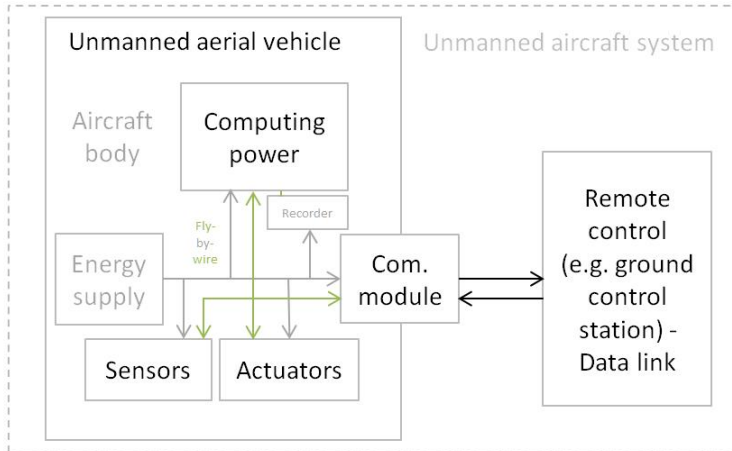 Unmanned aerial vehicle
Unmanned aircraft system
Aircraft
body
Computing
power
Recorder
Fly-
by-
wire
Energy
supply
Com.
module
Sensors
Actuators
Remote
control
(e.g. ground
control
station) -
Data link